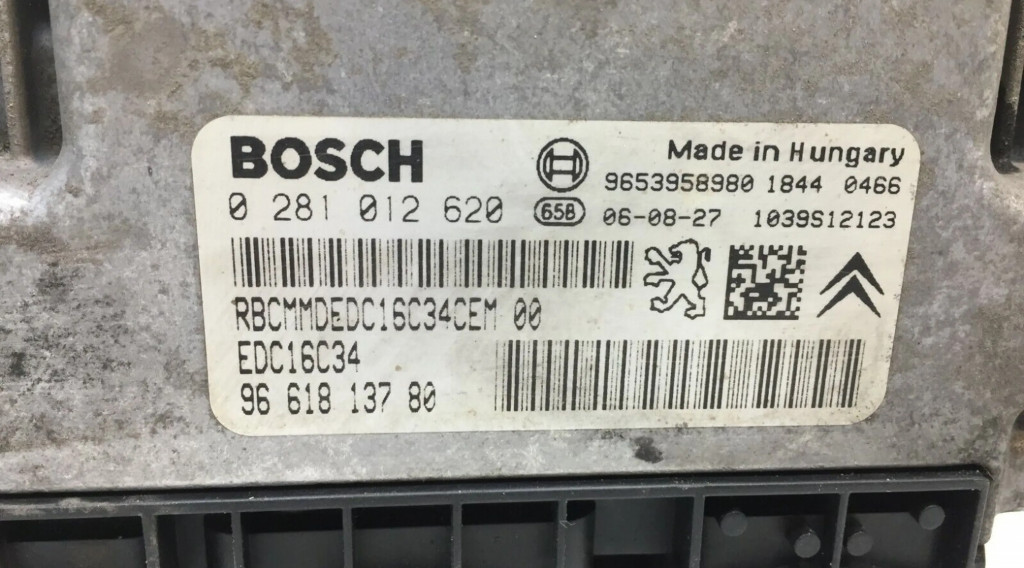 BOSCH
Made in Hungary
9653958980 1844 0466
0 281 012 620
658 06-08-27 1039S12123
RBCMMDEDC16C34CEM 00
EDC16C34
96 618 137 80